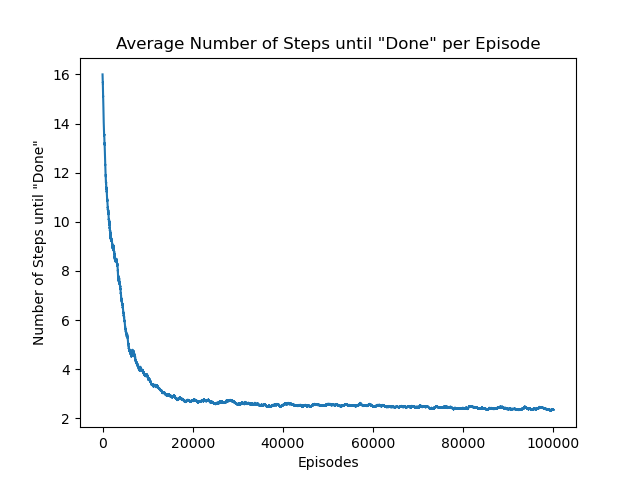 Average Number of Steps until "Done" per Episode
Number of Steps until "Done"
16
14
12
10
8
6
4
2
0 20000 40000 60000 80000 100000
Episodes